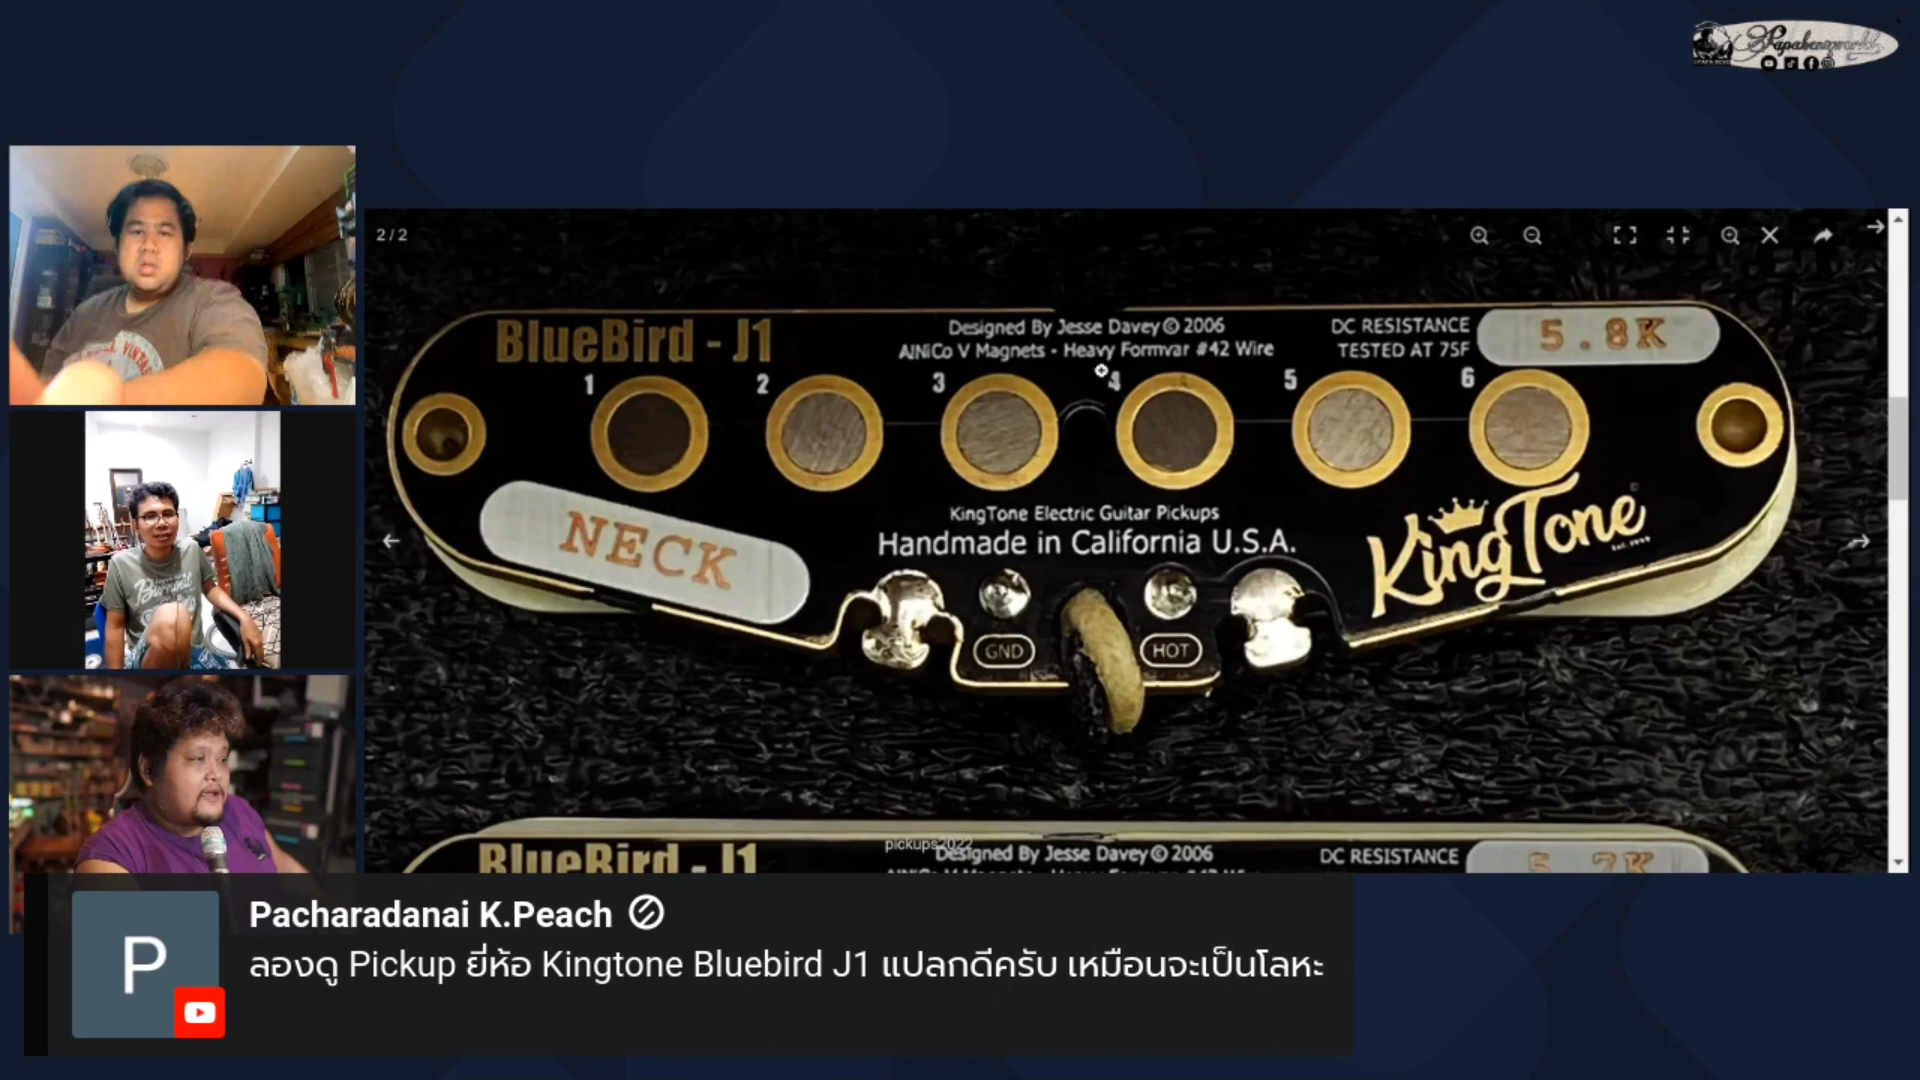 2 / 2
BlueBird - J1
Designed By Jesse Davey © 2006
AlNiCo V Magnets - Heavy Formvar #42 Wire
DC RESISTANCE
TESTED AT 75F
5.8K
1 2 3 4 5 6
NECK
KingTone Electric Guitar Pickups
Handmade in California U.S.A.
KingTone
GND
HOT
pickups2022
BlueBird - J1
Designed By Jesse Davey © 2006
DC RESISTANCE
5.7K
P
Pacharadanai K.Peach
ลองดู Pickup ยี่ห้อ Kingtone Bluebird J1 แปลกดีครับ เหมือนจะเป็นโลหะ